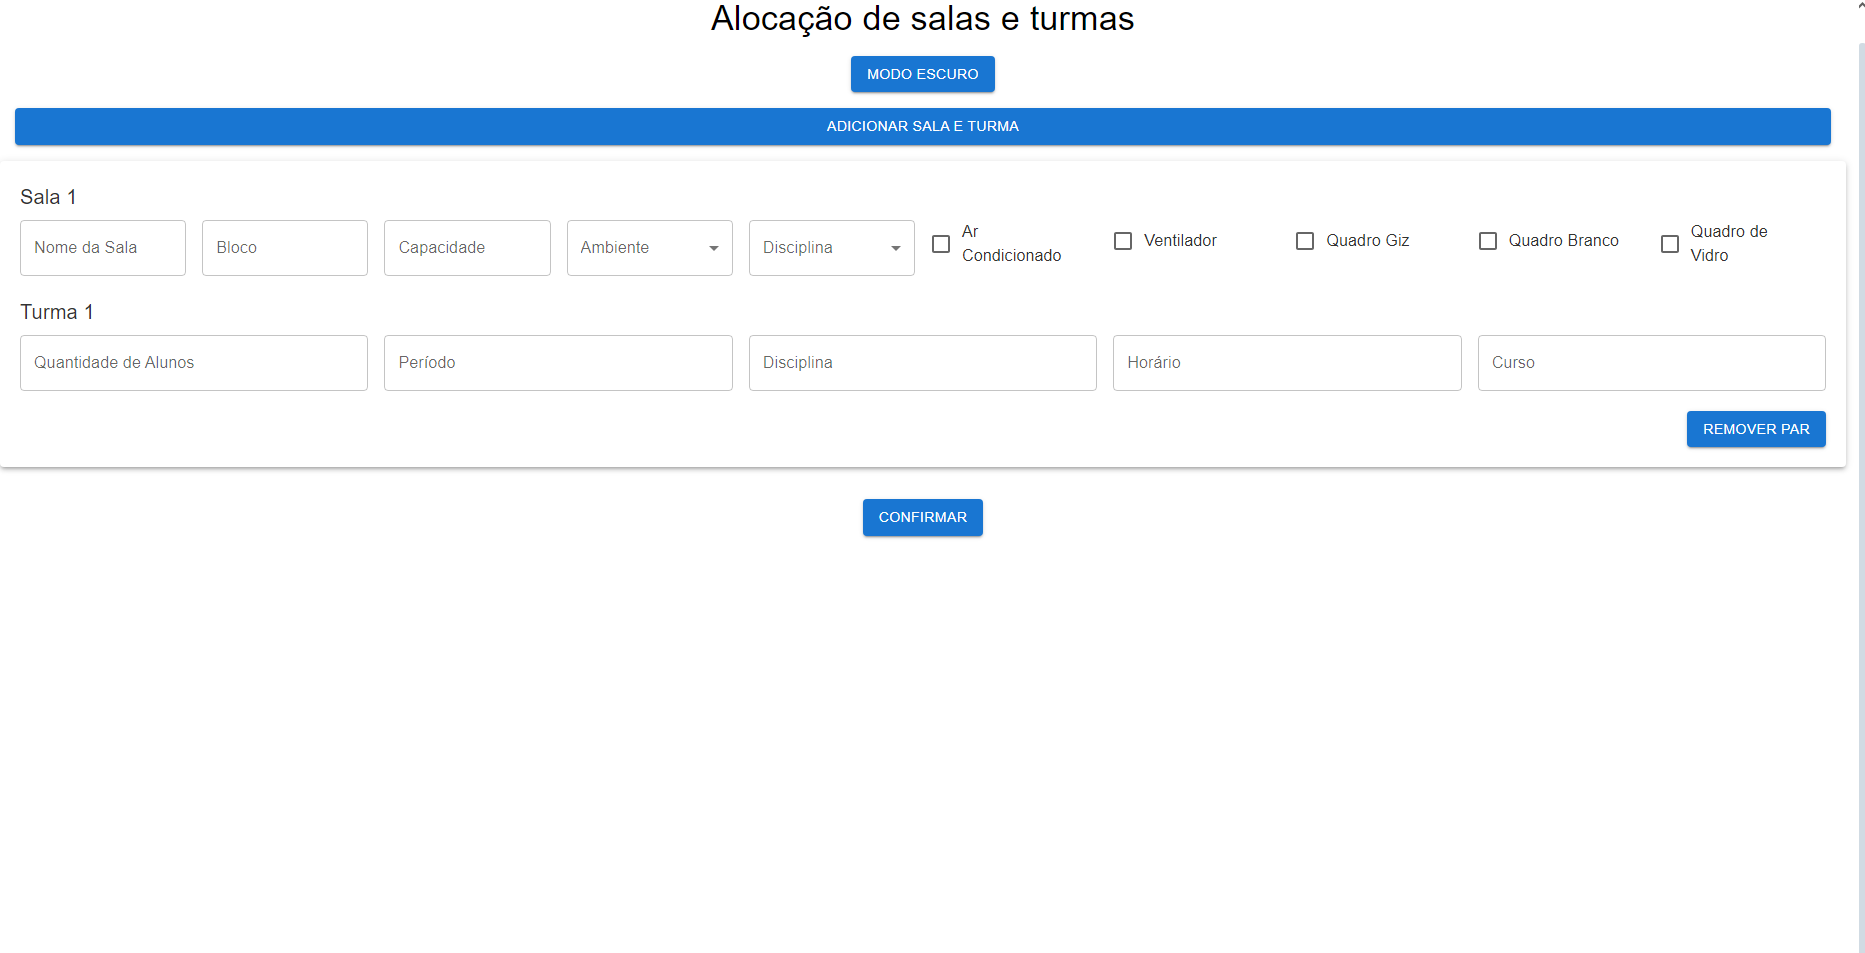 Alocação de salas e turmas
MODO ESCURO
ADICIONAR SALA E TURMA
Sala 1
Nome da Sala
Bloco
Capacidade
Ambiente
Disciplina
Ar
Condicionado
Ventilador
Quadro Giz
Quadro Branco
Quadro de
Vidro
Turma 1
Quantidade de Alunos
Período
Disciplina
Horário
Curso
REMOVER PAR
CONFIRMAR